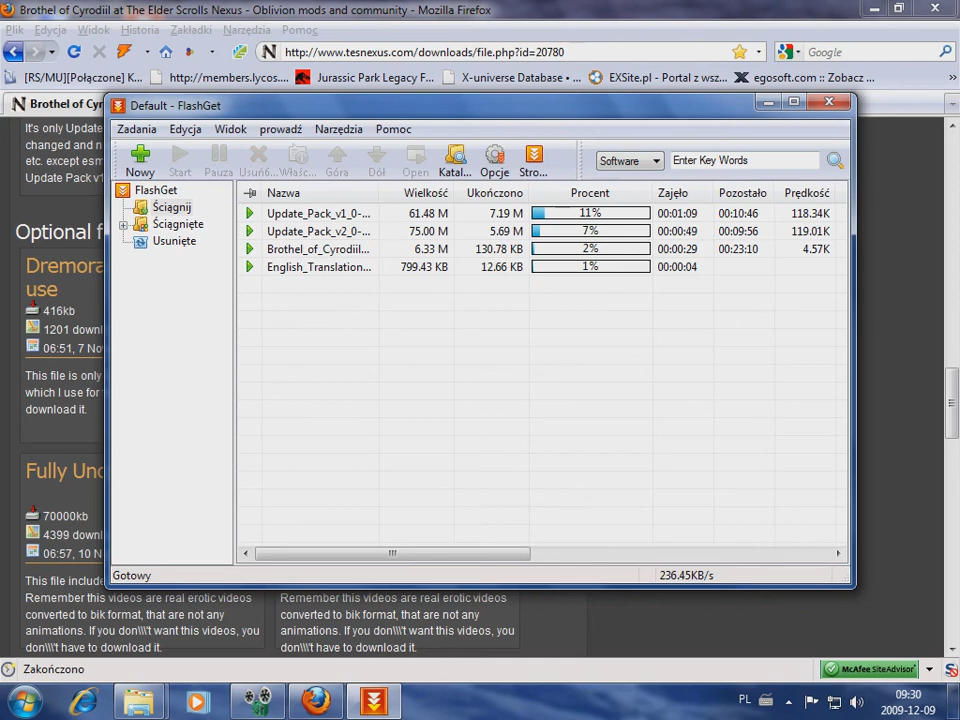 Brothel of Cyrodiil at The Elder Scrolls Nexus - Oblivion mods and community - Mozilla Firefox
Plik Edycja Widok Historia Zakładki Narzędzia Pomoc
http://www.tesnexus.com/downloads/file.php?id=20780
Google
[RS/MU][Połączone] K... http://members.lycos.... Jurassic Park Legacy F... X-universe Database • ... EXSite.pl - Portal z wsz... egosoft.com :: Zobacz ...
Brothel of Cy
Default - FlashGet
It's only Update
changed and n
etc. except esm
Update Pack v1
Zadania Edycja Widok prowadź Narzędzia Pomoc
Nowy Start Pauza Usuń... Właśc... Góra Dół Open Katal... Opcje Stro...
Software Enter Key Words
FlashGet
Ściągnij
Ściągnięte
Usunięte
Nazwa Wielkość Ukończono Procent Zajęło Pozostało Prędkość
Update_Pack_v1_0-... 61.48 M 7.19 M 11% 00:01:09 00:10:46 118.34K
Update_Pack_v2_0-... 75.00 M 5.69 M 7% 00:00:49 00:09:56 119.01K
Brothel_of_Cyrodiil... 6.33 M 130.78 KB 2% 00:00:29 00:23:10 4.57K
English_Translation... 799.43 KB 12.66 KB 1% 00:00:04
Optional f
Dremora
use
416kb
1201 downl
06:51, 7 No
This file is only
which I use for
download it.
Fully Und
70000kb
4399 downl
06:57, 10 N
Gotowy 236.45KB/s
This file include
Remember this videos are real erotic videos
converted to bik format, that are not any
animations. If you don\\\'t want this videos, you
don\\\'t have to download it.
Remember this videos are real erotic videos
converted to bik format, that are not any
animations. If you don\\\'t want this videos, you
don\\\'t have to download it.
Zakończono McAfee SiteAdvisor
PL
09:30
2009-12-09